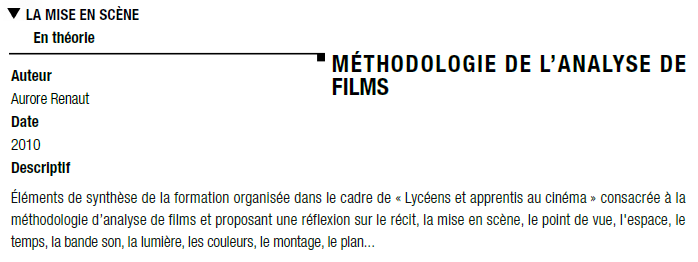 ▼ LA MISE EN SCÈNE
En théorie
MÉTHODOLOGIE DE L'ANALYSE DE
FILMS
Auteur
Aurore Renaut
Date
2010
Descriptif
Éléments de synthèse de la formation organisée dans le cadre de « Lycéens et apprentis au cinéma » consacrée à la
méthodologie d'analyse de films et proposant une réflexion sur le récit, la mise en scène, le point de vue, l'espace, le
temps, la bande son, la lumière, les couleurs, le montage, le plan...